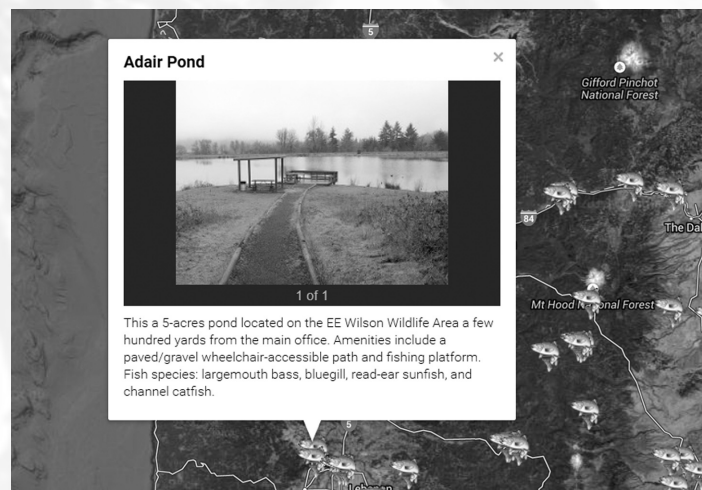 5
Adair Pond
×
Gifford Pinchot
National Forest
84
The Dal
1 of 1
Mt Hood National Forest
This a 5-acres pond located on the EE Wilson Wildlife Area a few
hundred yards from the main office. Amenities include a
paved/gravel wheelchair-accessible path and fishing platform.
Fish species: largemouth bass, bluegill, read-ear sunfish, and
channel catfish.
5
Lebanon